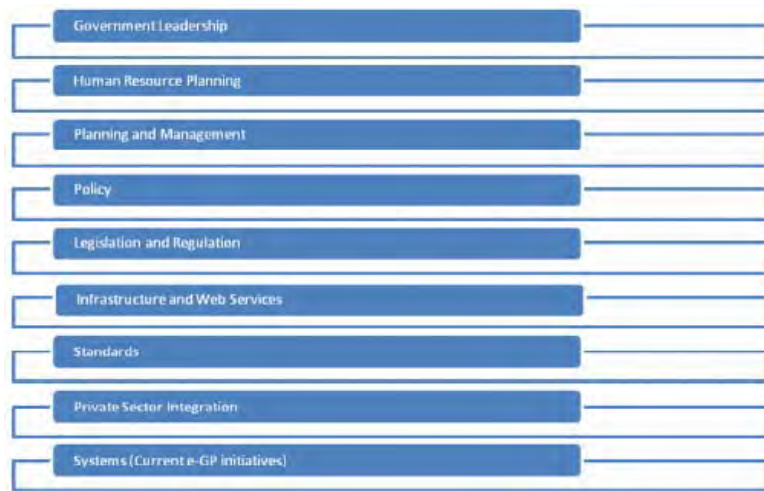 Government Leadership
Human Resource Planning
Planning and Management
Policy
Legislation and Regulation
Infrastructure and Web Services
Standards
Private Sector Integration
Systems (Current e-GP initiatives)